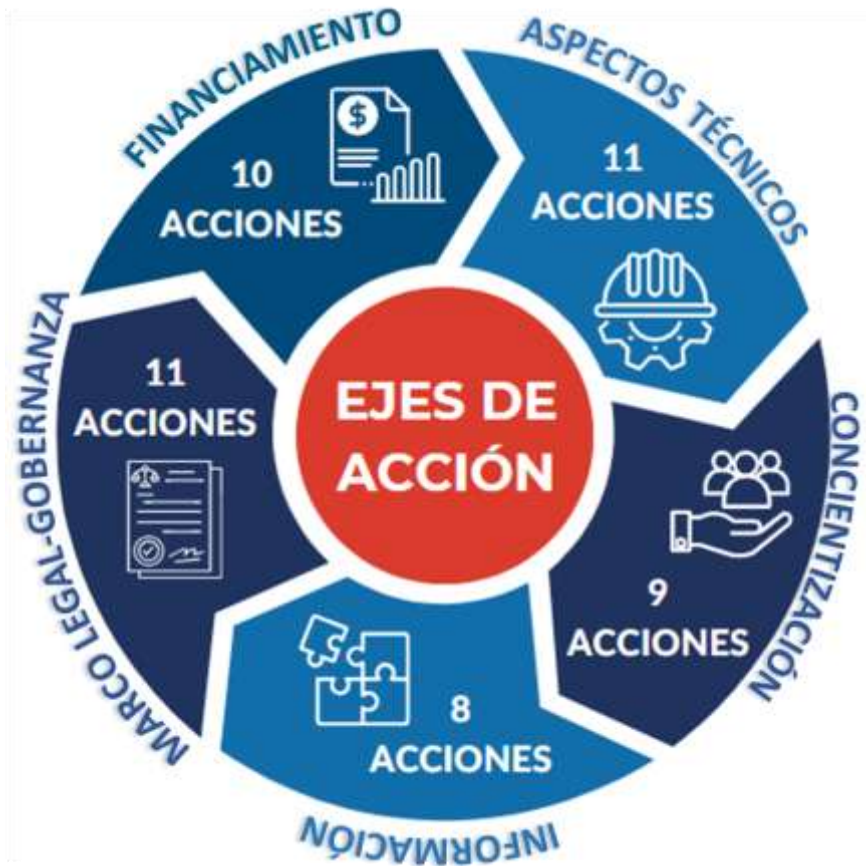 FINANCIAMIENTO
10
ACCIONES
$
ASPECTOS TÉCNICOS
11
ACCIONES
MARCO LEGAL-GOBERNANZA
11
ACCIONES
EJES DE
ACCIÓN
CONCIENTIZACIÓN
9
ACCIONES
8
ACCIONES
INFORMACIÓN